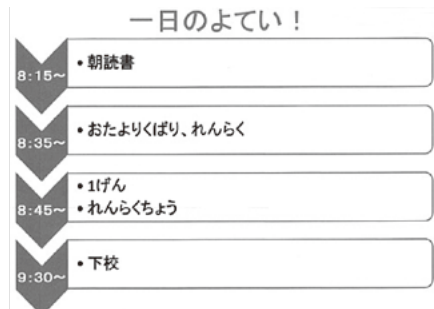 一日のよてい！
8:15～
・朝読書
8:35～
・おたよりくばり、れんらく
8:45～
・1げん
・れんらくちょう
9:30～
・下校